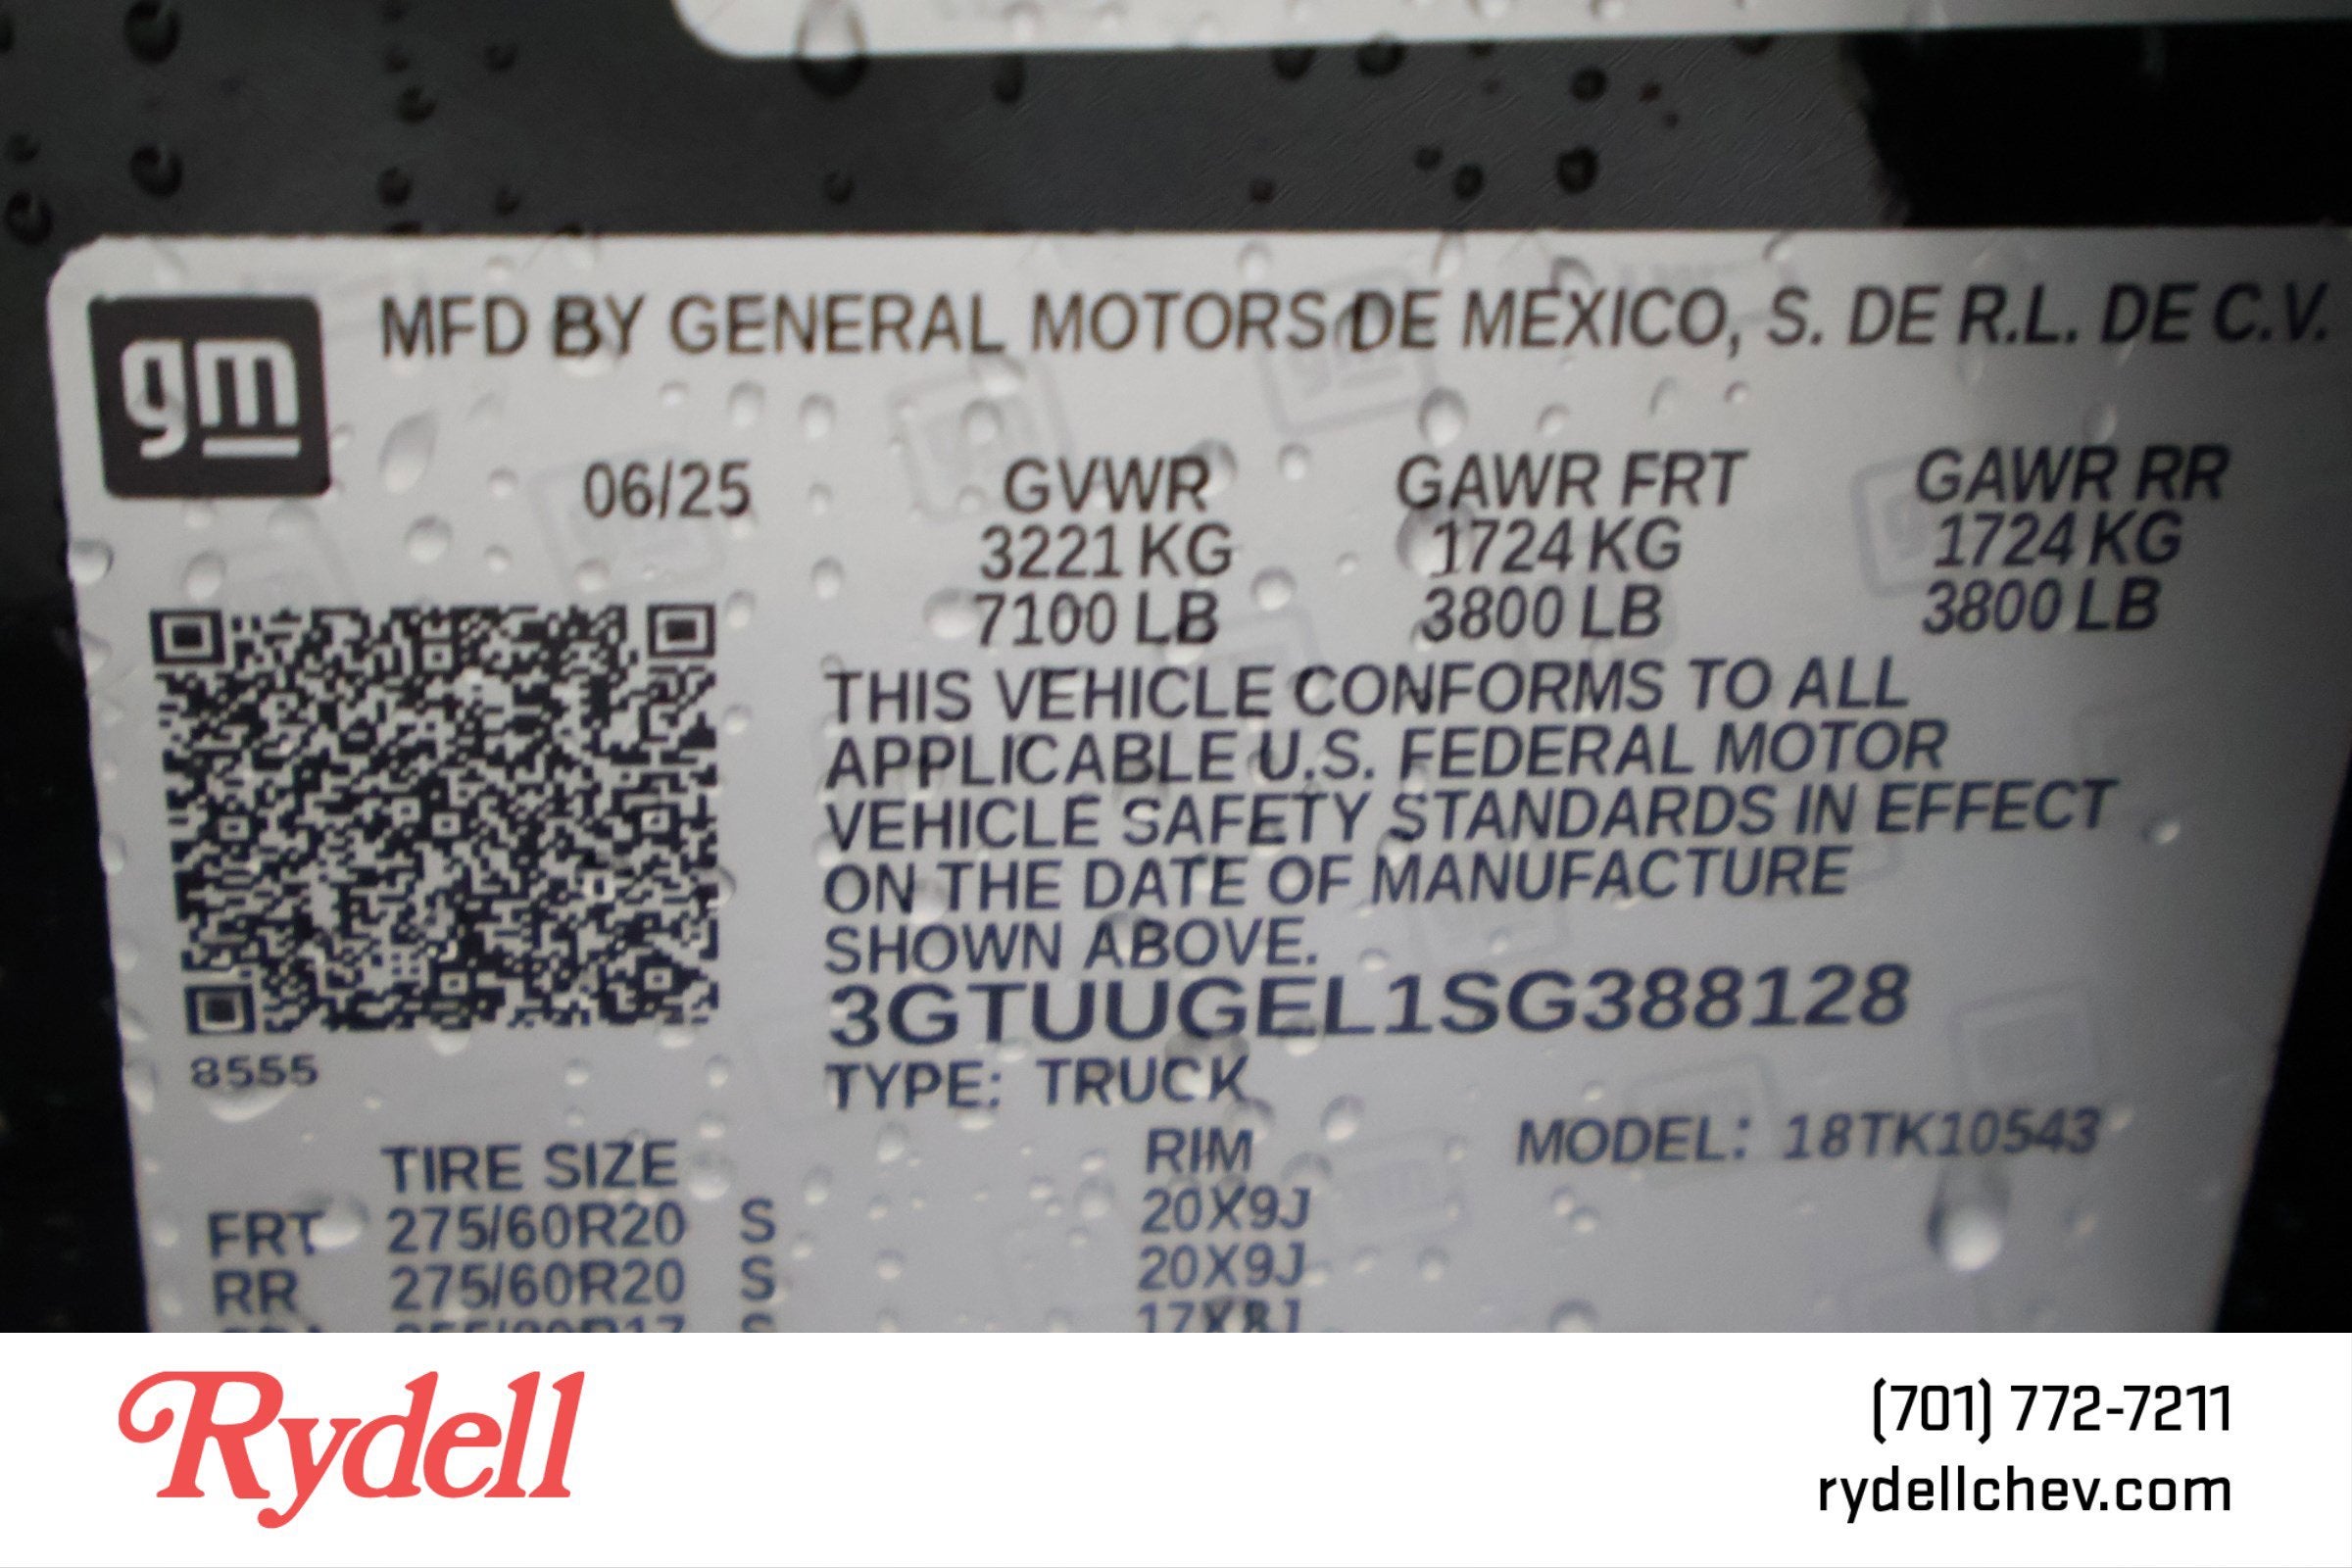 gm
MFD BY GENERAL MOTORS DE MEXICO, S. DE R.L. DE C.V.
06/25 GVWR GAWR FRT GAWR RR
3221 KG 1724 KG 1724 KG
7100 LB 3800 LB 3800 LB
THIS VEHICLE CONFORMS TO ALL
APPLICABLE U.S. FEDERAL MOTOR
VEHICLE SAFETY STANDARDS IN EFFECT
ON THE DATE OF MANUFACTURE
SHOWN ABOVE.
3GTUUGEL1SG388128
8555
TYPE: TRUCK
TIRE SIZE RIM MODEL: 18TK10543
FRT 275/60R20 S 20X9J
RR 275/60R20 S 20X9J
17X8J
Rydell
(701) 772-7211
rydellchev.com